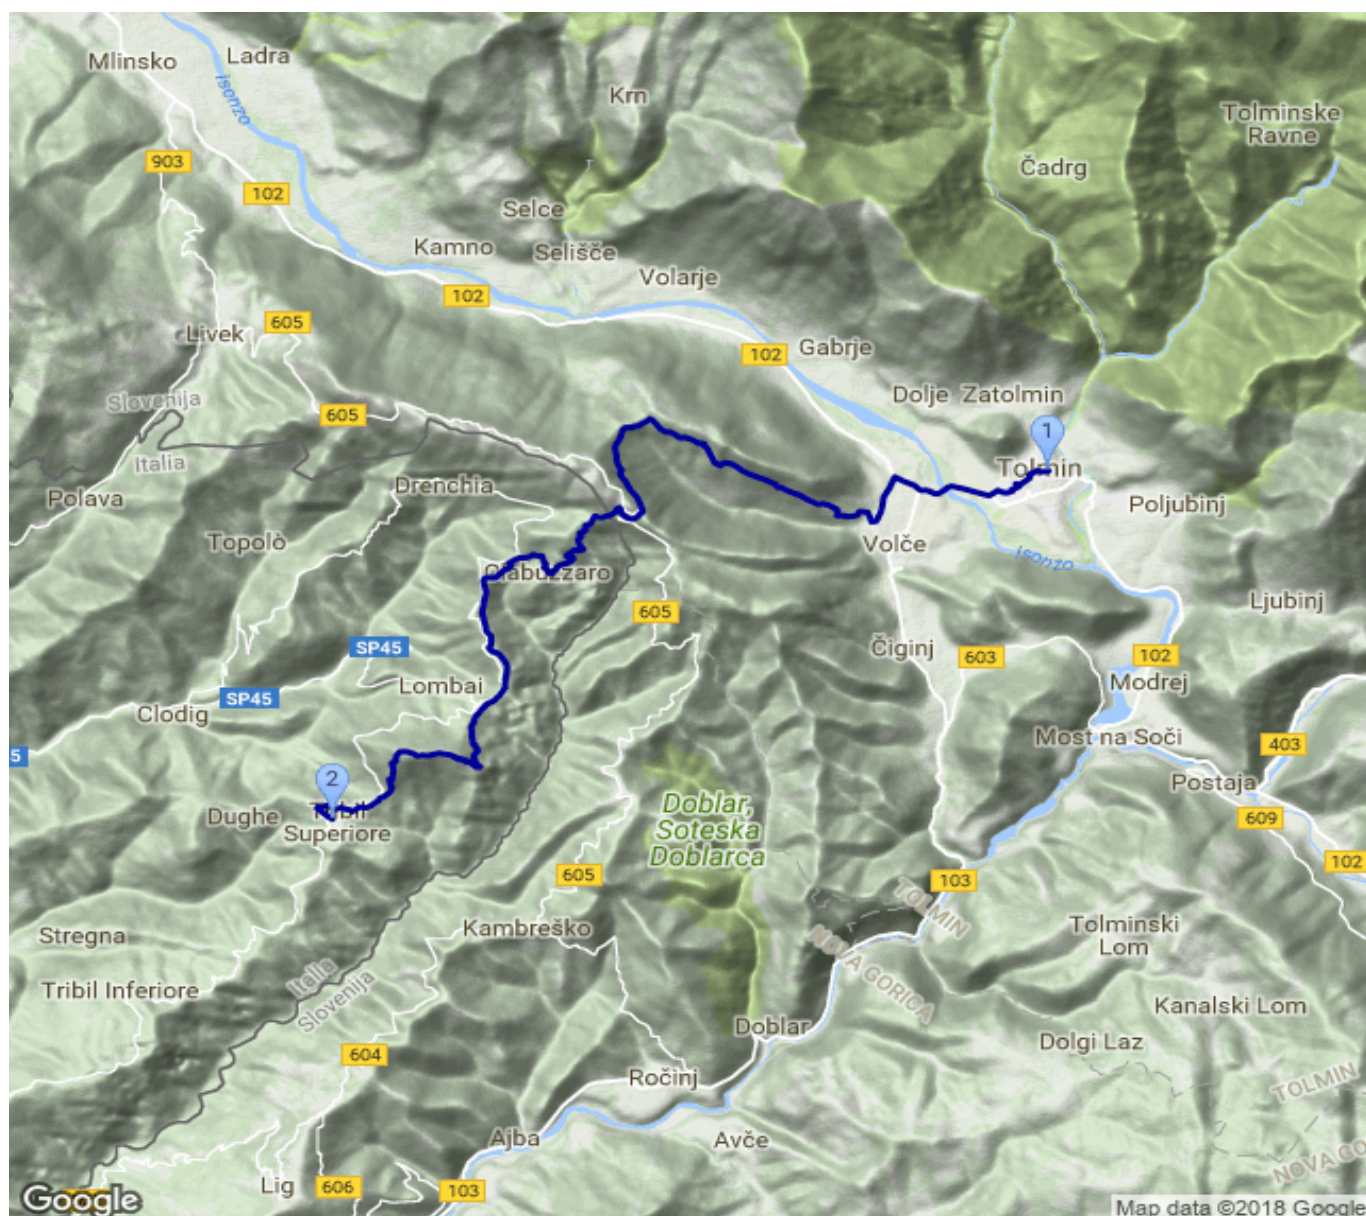 Ladra
Mlinsko
Isonzo
Krn
Tolminske
Ravne
903
Čadrg
102
Selce
Kamno
Selišče
Volarje
102
605
Livek
Gabrje
102
Dolje Zatolmin
Slovenija
605
1
Italia
Tolmin
Polava
Drenchia
Poljubinj
Topolò
Volče
Isonzo
Clabuzzaro
605
Ljubinj
SP45
Čiginj
603
102
Lombai
Modrej
SP45
Clodig
Most na Soči
403
5
2
Postaja
Dughe
Tribil
Superiore
Doblar,
Soteska
Doblarca
609
102
605
103
TOLMIN
Stregna
Kambreško
Tolminski
Lom
NOVA GORICA
Italia
Slovenija
Tribil Inferiore
Kanalski Lom
Doblar
Dolgi Laz
604
Ročinj
TOLMIN
Ajba
Avče
NOVA GO
Lig
606
103
Google
Map data ©2018 Google